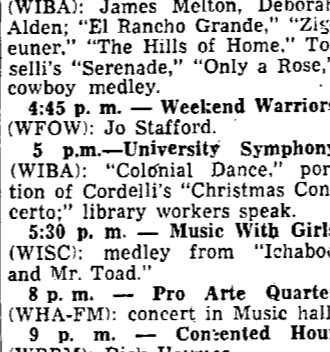 (WIBA): James Melton, Deborah
Alden; "El Rancho Grande," "Zig
euner," "The Hills of Home," To
selli's "Serenade," "Only a Rose,"
cowboy medley.
4:45 p. m. — Weekend Warriors
(WFOW): Jo Stafford.
5 p.m.—University Symphony
(WIBA): "Colonial Dance," por
tion of Cordelli's "Christmas Con
certo;" library workers speak.
5:30 p. m. — Music With Girls
(WISC): medley from "Ichabod
and Mr. Toad."
8 p. m. — Pro Arte Quartet
(WHA-FM): concert in Music hall
9 p. m. — Contented Hour